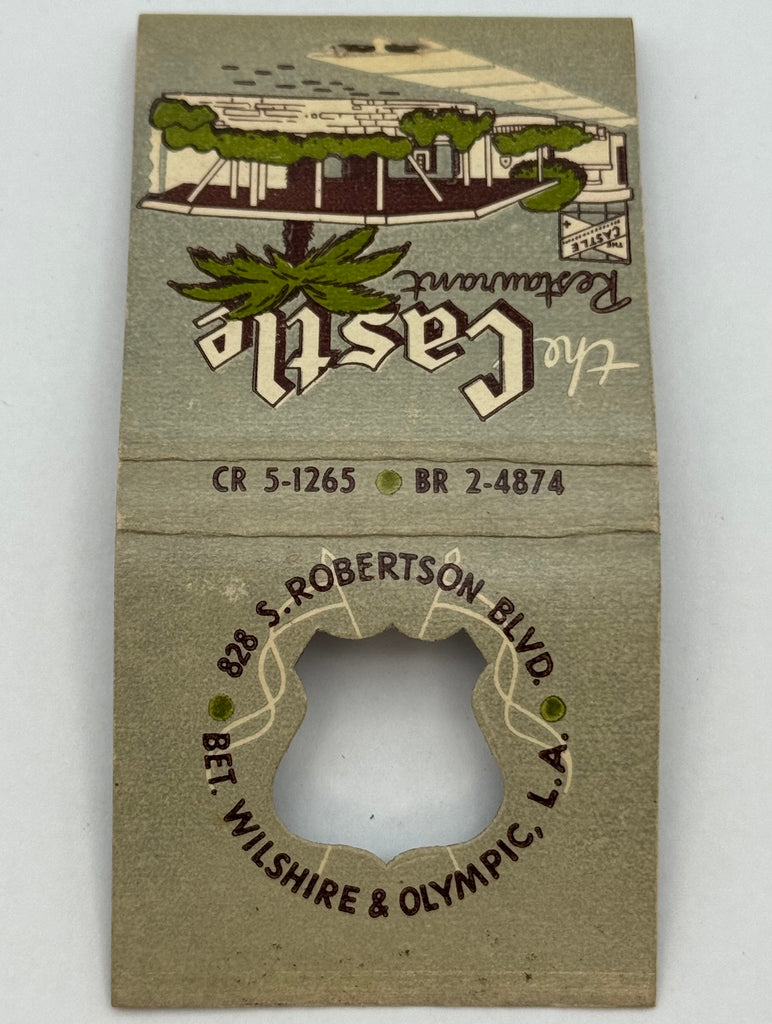 the Castle
Restaurant
THE
CASTLE
CR 5-1265 BR 2-4874
828 S. ROBERTSON BLVD.
BET. WILSHIRE & OLYMPIC, L.A.